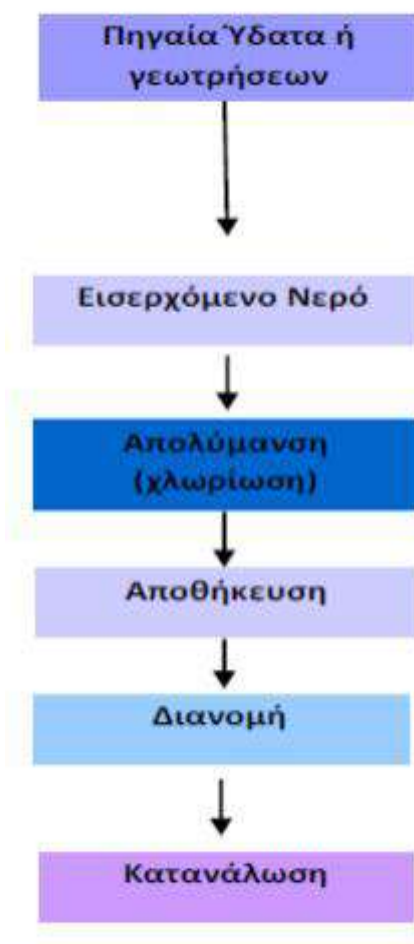 Πηγαία Ύδατα ή
γεωτρήσεων
Εισερχόμενο Νερό
Απολύμανση
(χλωρίωση)
Αποθήκευση
Διανομή
Κατανάλωση